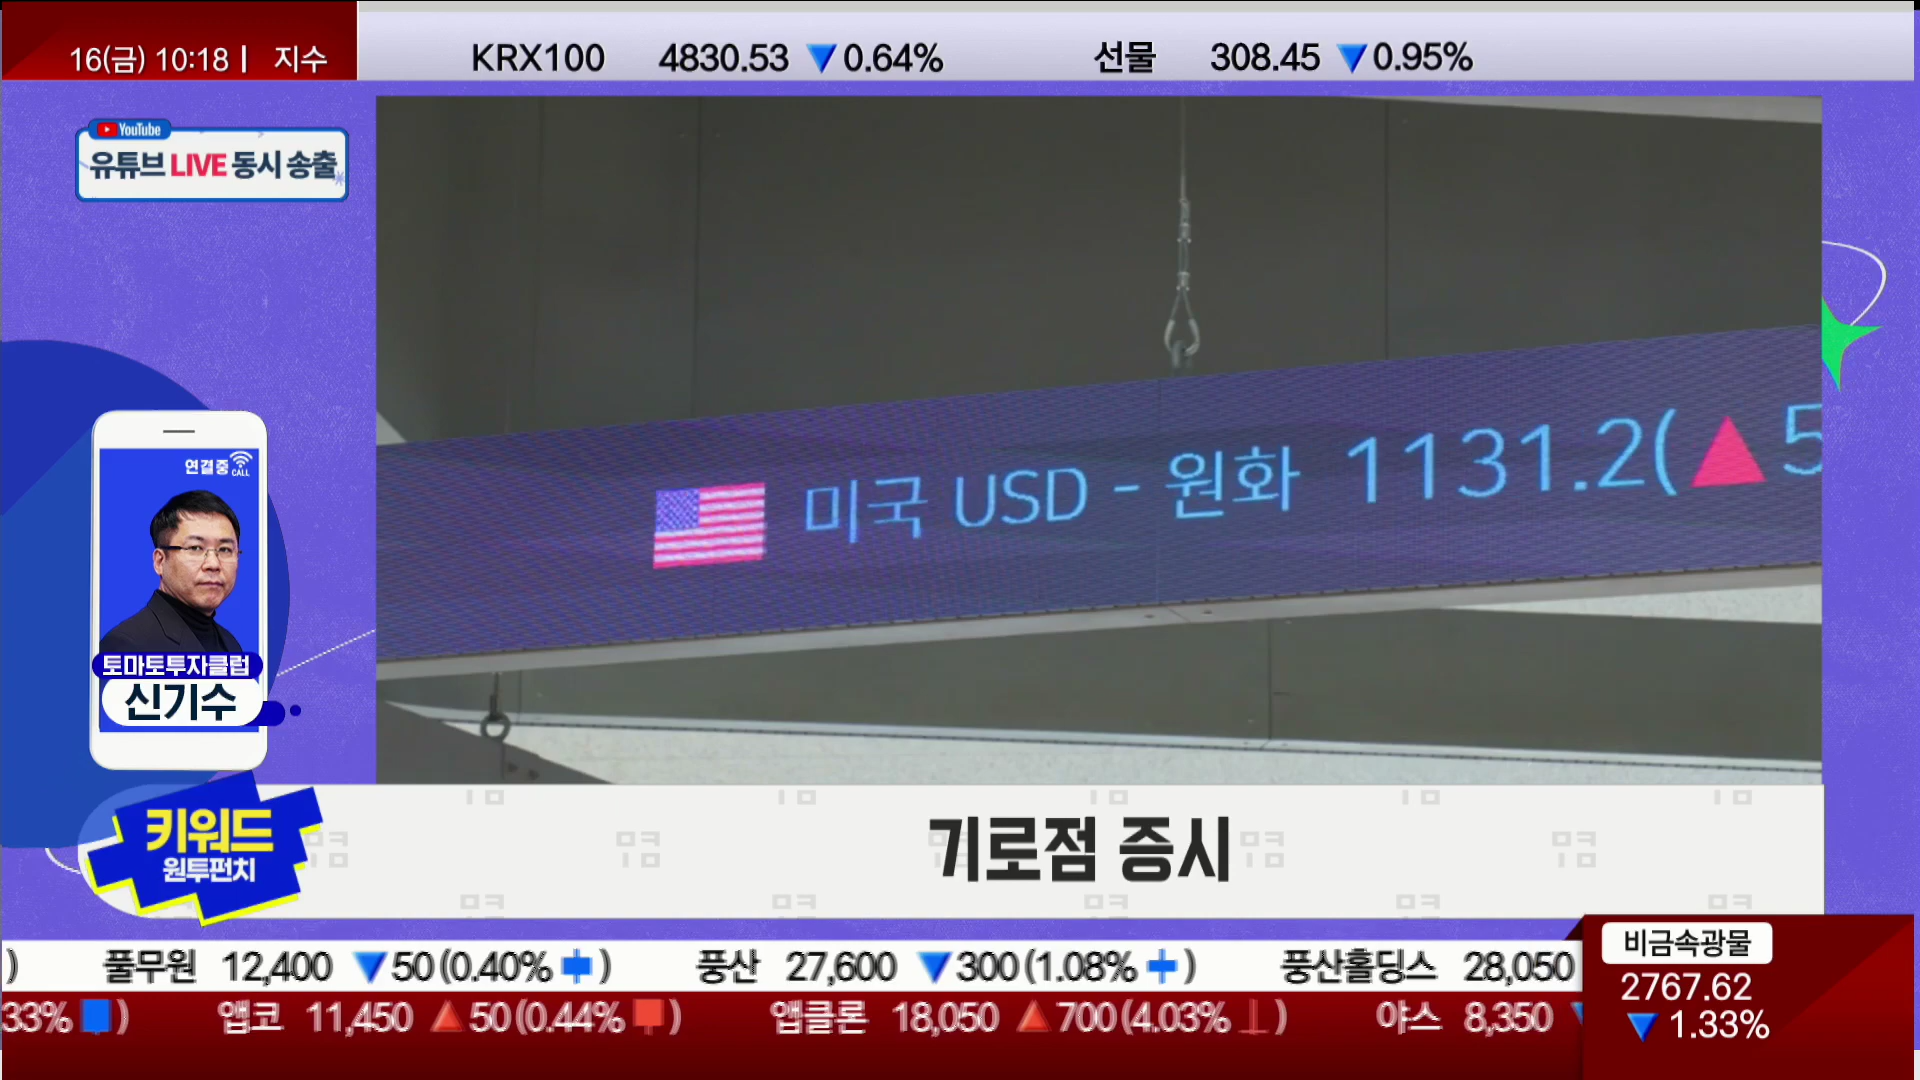 16(금) 10:18 | 지수 KRX100 4830.53 ▼0.64% 선물 308.45 ▼0.95%
YouTube
유튜브 LIVE 동시 송출
미국 USD - 원화 1131.2(▲5
연결중
CALL
토마토투자클럽
신기수
키워드
원투펀치
기로점 증시
) 풀무원 12,400 ▼50(0.40% ) 풍산 27,600 ▼300(1.08% ) 풍산홀딩스 28,050
33% ) 앱코 11,450 ▲50(0.44% ) 앱클론 18,050 ▲700(4.03% ) 야스 8,350
비금속광물
2767.62
▼ 1.33%